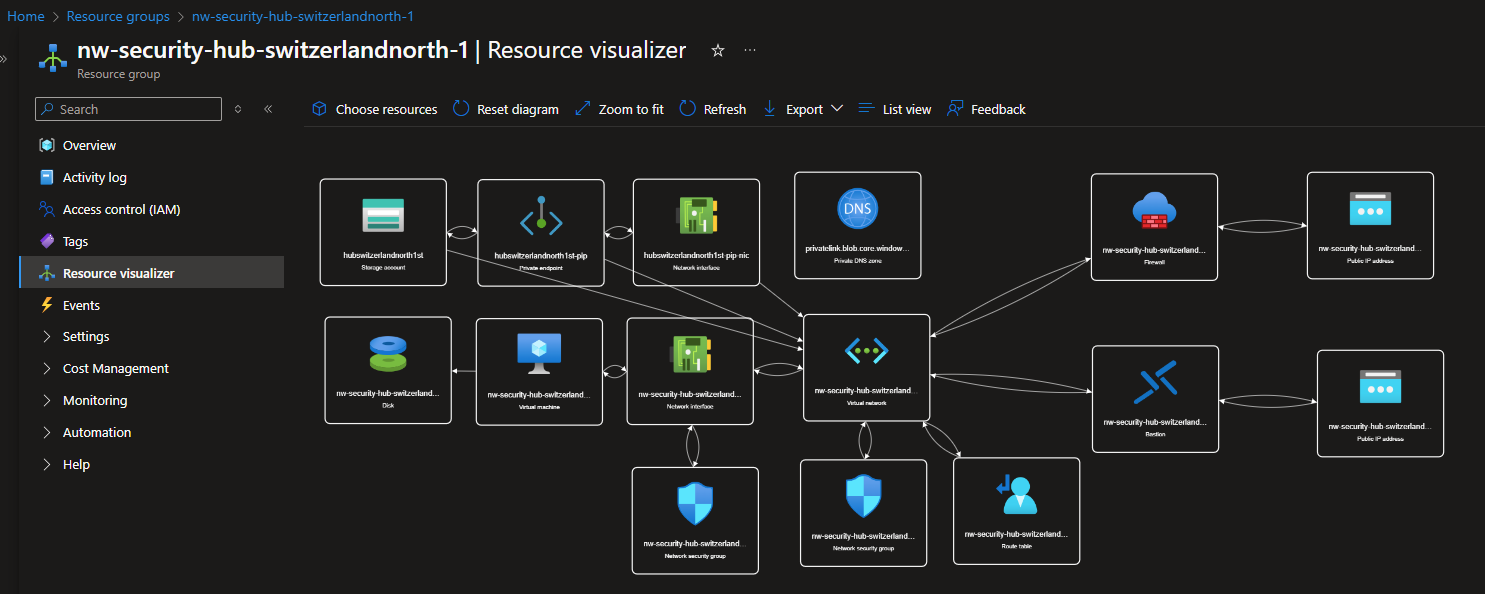 Home > Resource groups > nw-security-hub-switzerlandnorth-1
nw-security-hub-switzerlandnorth-1 | Resource visualizer
Resource group
Search
Choose resources
Reset diagram
Zoom to fit
Refresh
Export
List view
Feedback
Overview
Activity log
Access control (IAM)
Tags
Resource visualizer
Events
Settings
Cost Management
Monitoring
Automation
Help
hubswitzerlandnorth1st
Storage account
hubswitzerlandnorth1st-pip
Private endpoint
hubswitzerlandnorth1st-pip-nic
Network interface
DNS
privatelink.blob.core.window...
Private DNS zone
nw-security-hub-switzerland...
Firewall
nw-security-hub-switzerland...
Public IP address
nw-security-hub-switzerland...
Disk
nw-security-hub-switzerland...
Virtual machine
nw-security-hub-switzerland...
Network interface
nw-security-hub-switzerland...
Virtual network
nw-security-hub-switzerland...
Bastion
nw-security-hub-switzerland...
Public IP address
nw-security-hub-switzerland...
Network security group
nw-security-hub-switzerland...
Network security group
nw-security-hub-switzerland...
Route table